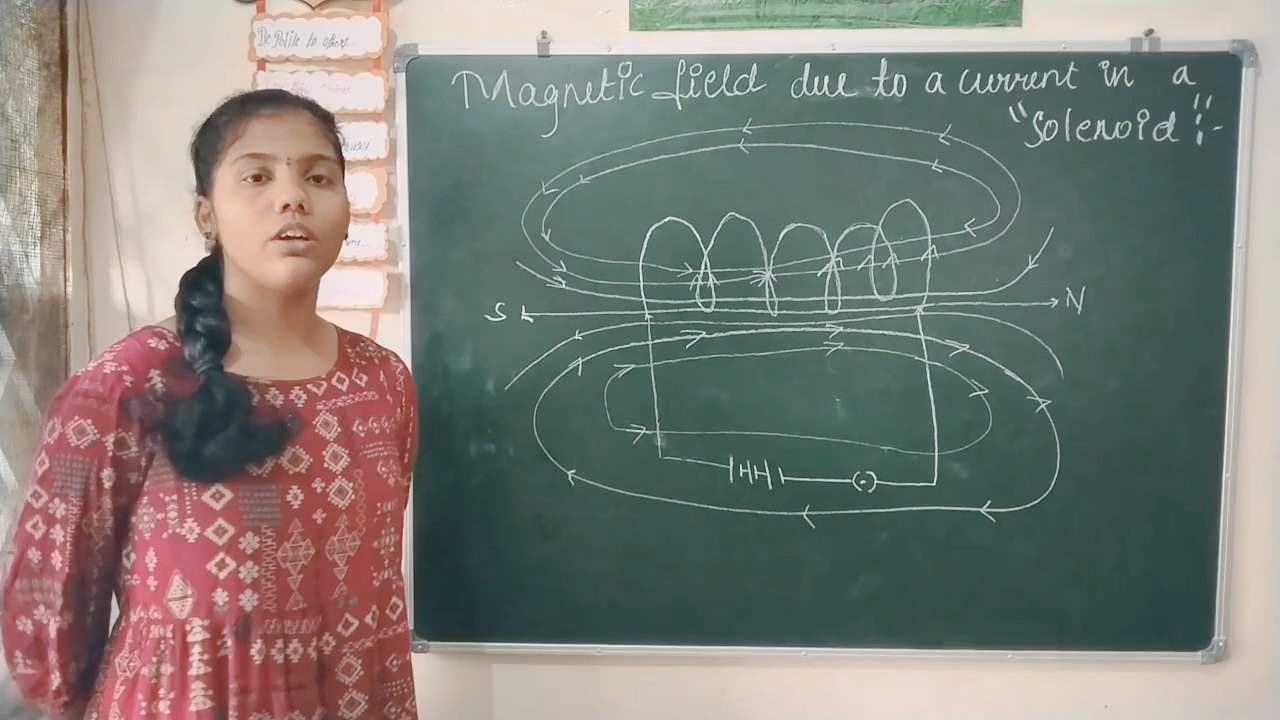 Be Polite to others...
Magnetic field due to a current in a
"Solenoid":-
S
N